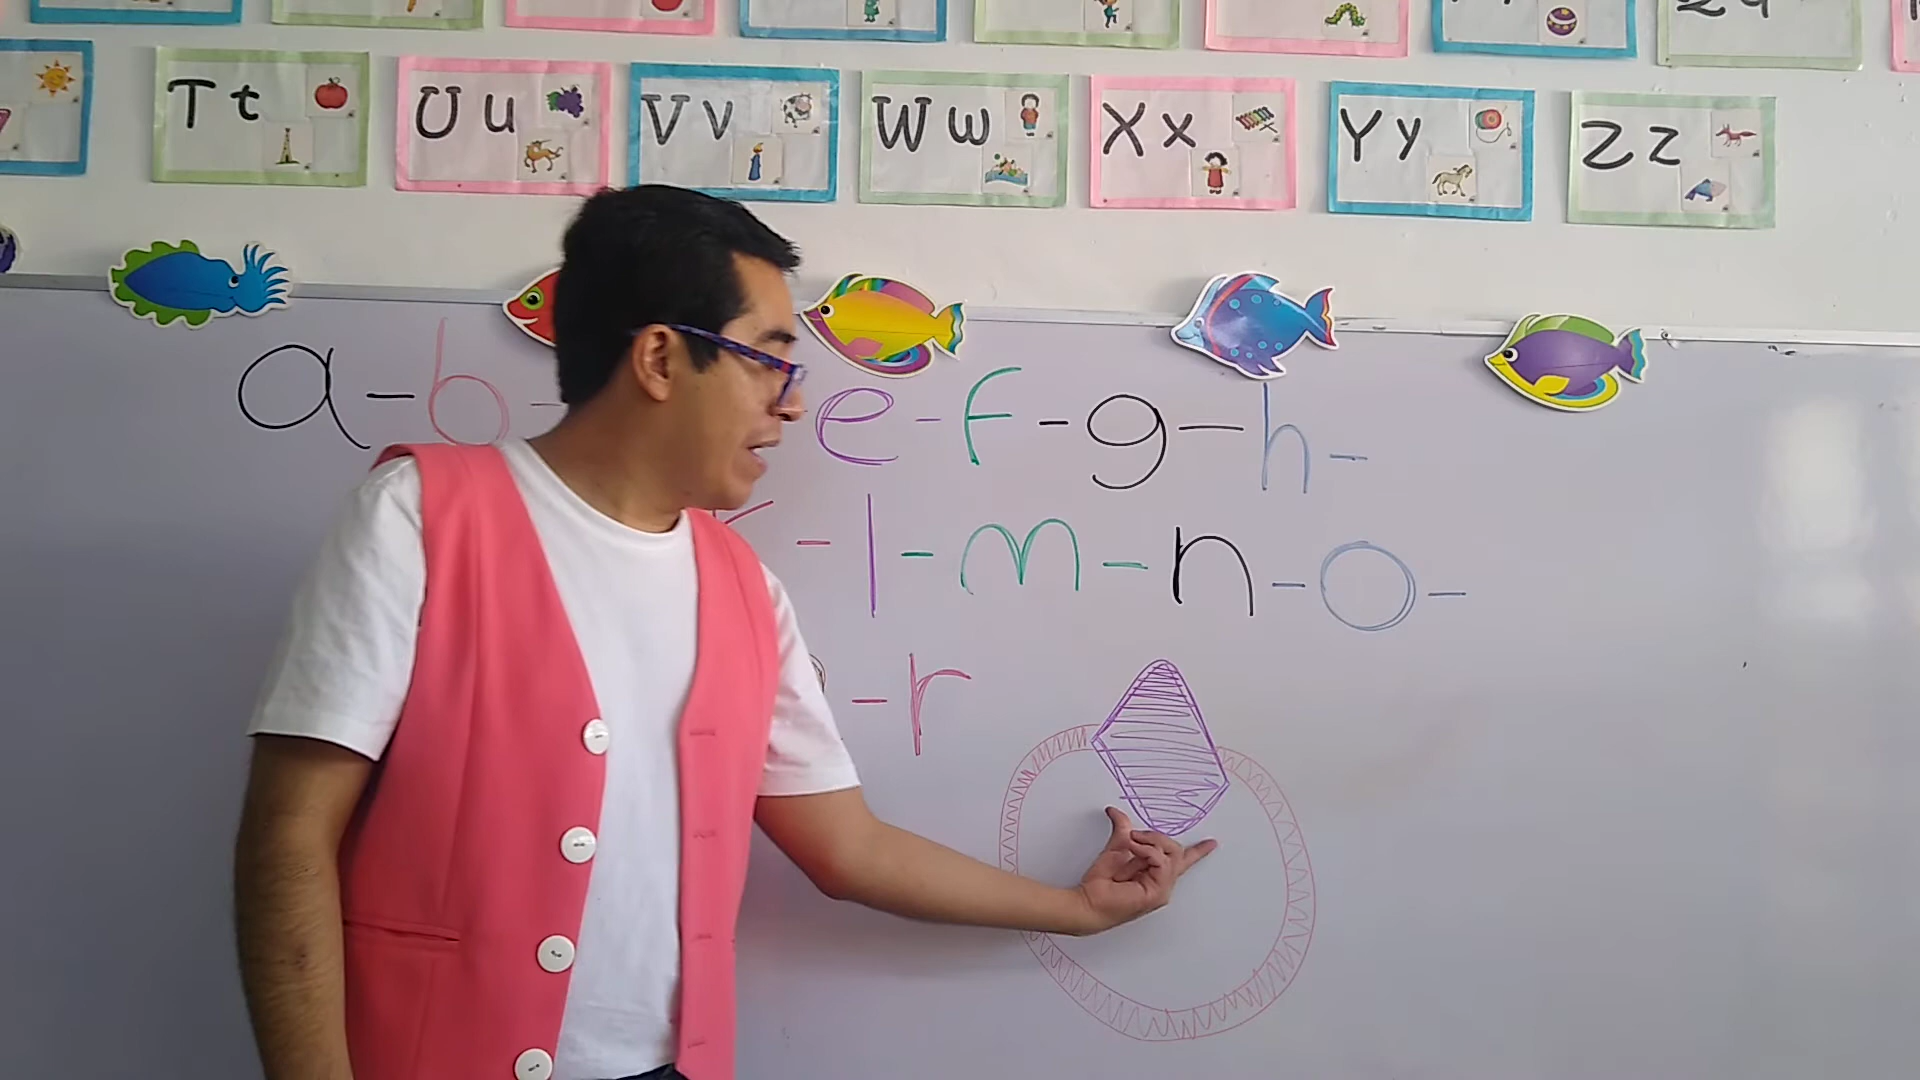 Tt Uu Vv Ww Xx Yy Zz
a-b- e-f-g-h-
k-l-m-n-o-
-r